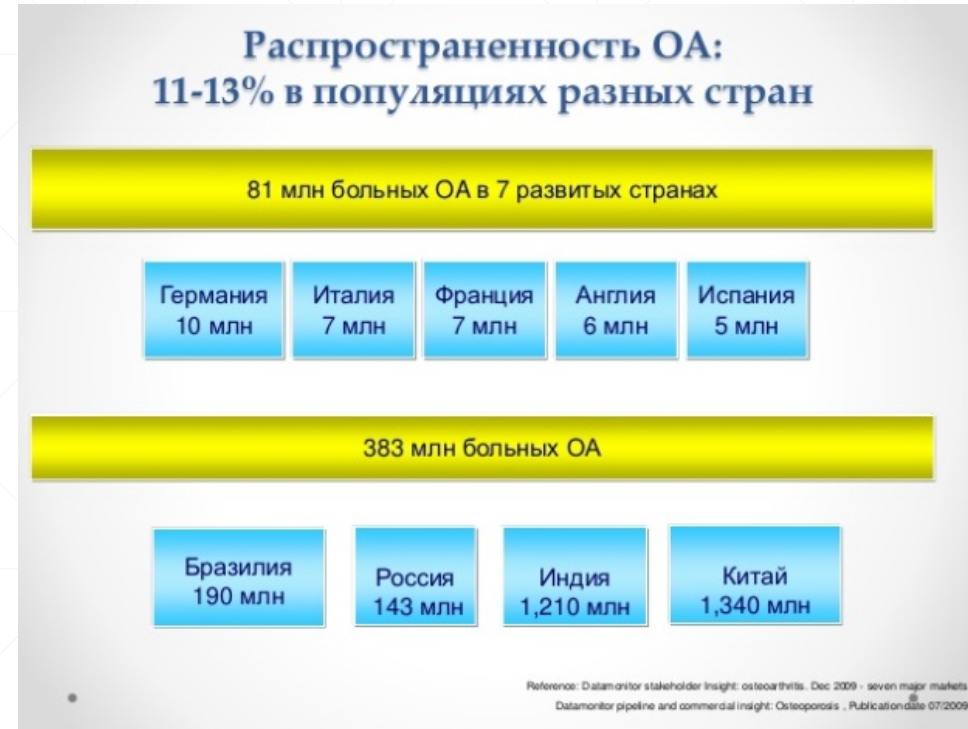 Распространенность ОА:
11-13% в популяциях разных стран
81 млн больных ОА в 7 развитых странах
Германия
10 млн
Италия
7 млн
Франция
7 млн
Англия
6 млн
Испания
5 млн
383 млн больных ОА
Бразилия
190 млн
Россия
143 млн
Индия
1,210 млн
Китай
1,340 млн
Reference: Datamonitor stakeholder Insight: osteoarthritis. Dec 2009 - seven major markets
Datamonitor pipeline and commercial insight: Osteoporosis , Publication date 07/2009